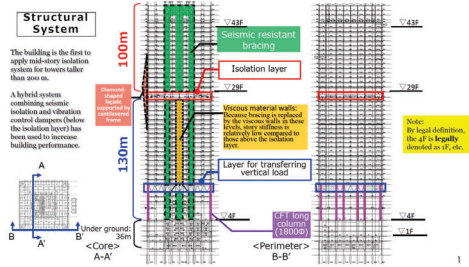 Structural
System
The building is the first to
apply mid-story isolation
system for towers taller
than 200 m.
A hybrid system
combining seismic
isolation and vibration
control dampers (below
the isolation layer) has
been used to increase
building performance.
A
A'
B
B'
Under ground:
36m
100m
130m
Diamond-
shaped
façade
supported by
cantilevered
frame
Seismic resistant
bracing
Isolation layer
Viscous material walls:
Because bracing is replaced
by the viscous walls in these
levels, story stiffness is
relatively low compared to
those above the isolation
layer.
Layer for transferring
vertical load
CFT long
column
(1800Φ)
▽43F
▽29F
▽4F
<Core>
A-A'
<Perimeter>
B-B'
▽43F
▽29F
▽4F
▽1F
Note:
By legal definition,
the 4F is legally
denoted as 1F, etc.
1